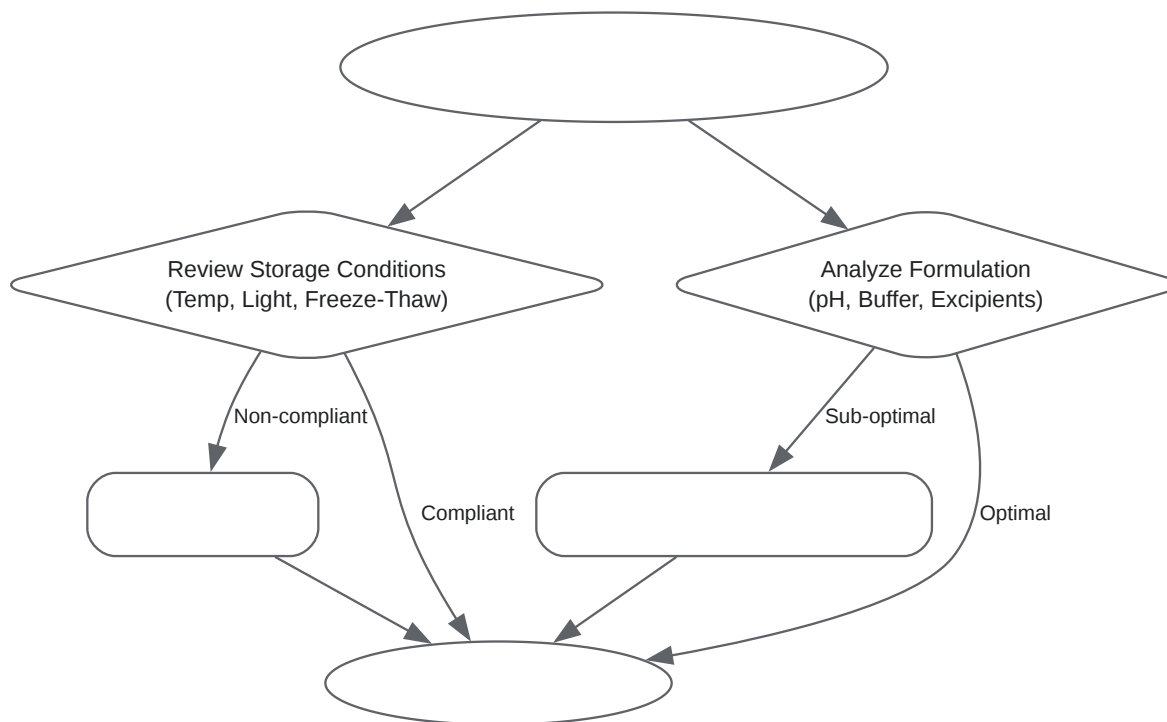 Review Storage Conditions
(Temp, Light, Freeze-Thaw)
Analyze Formulation
(pH, Buffer, Excipients)
Non-compliant
Sub-optimal
Compliant
Optimal